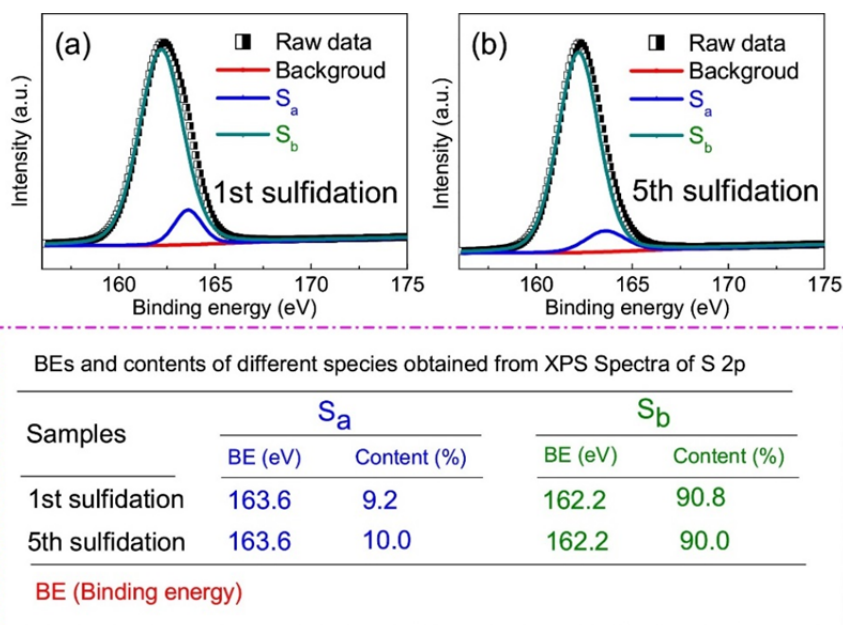 (a)
Raw data
Backgroud
Sa
Sb
1st sulfidation
Intensity (a.u.)
160 165 170 175
Binding energy (eV)
(b)
Raw data
Backgroud
Sa
Sb
5th sulfidation
Intensity (a.u.)
160 165 170 175
Binding energy (eV)
BEs and contents of different species obtained from XPS Spectra of S 2p
Samples Sa Sb
BE (eV) Content (%) BE (eV) Content (%)
1st sulfidation 163.6 9.2 162.2 90.8
5th sulfidation 163.6 10.0 162.2 90.0
BE (Binding energy)